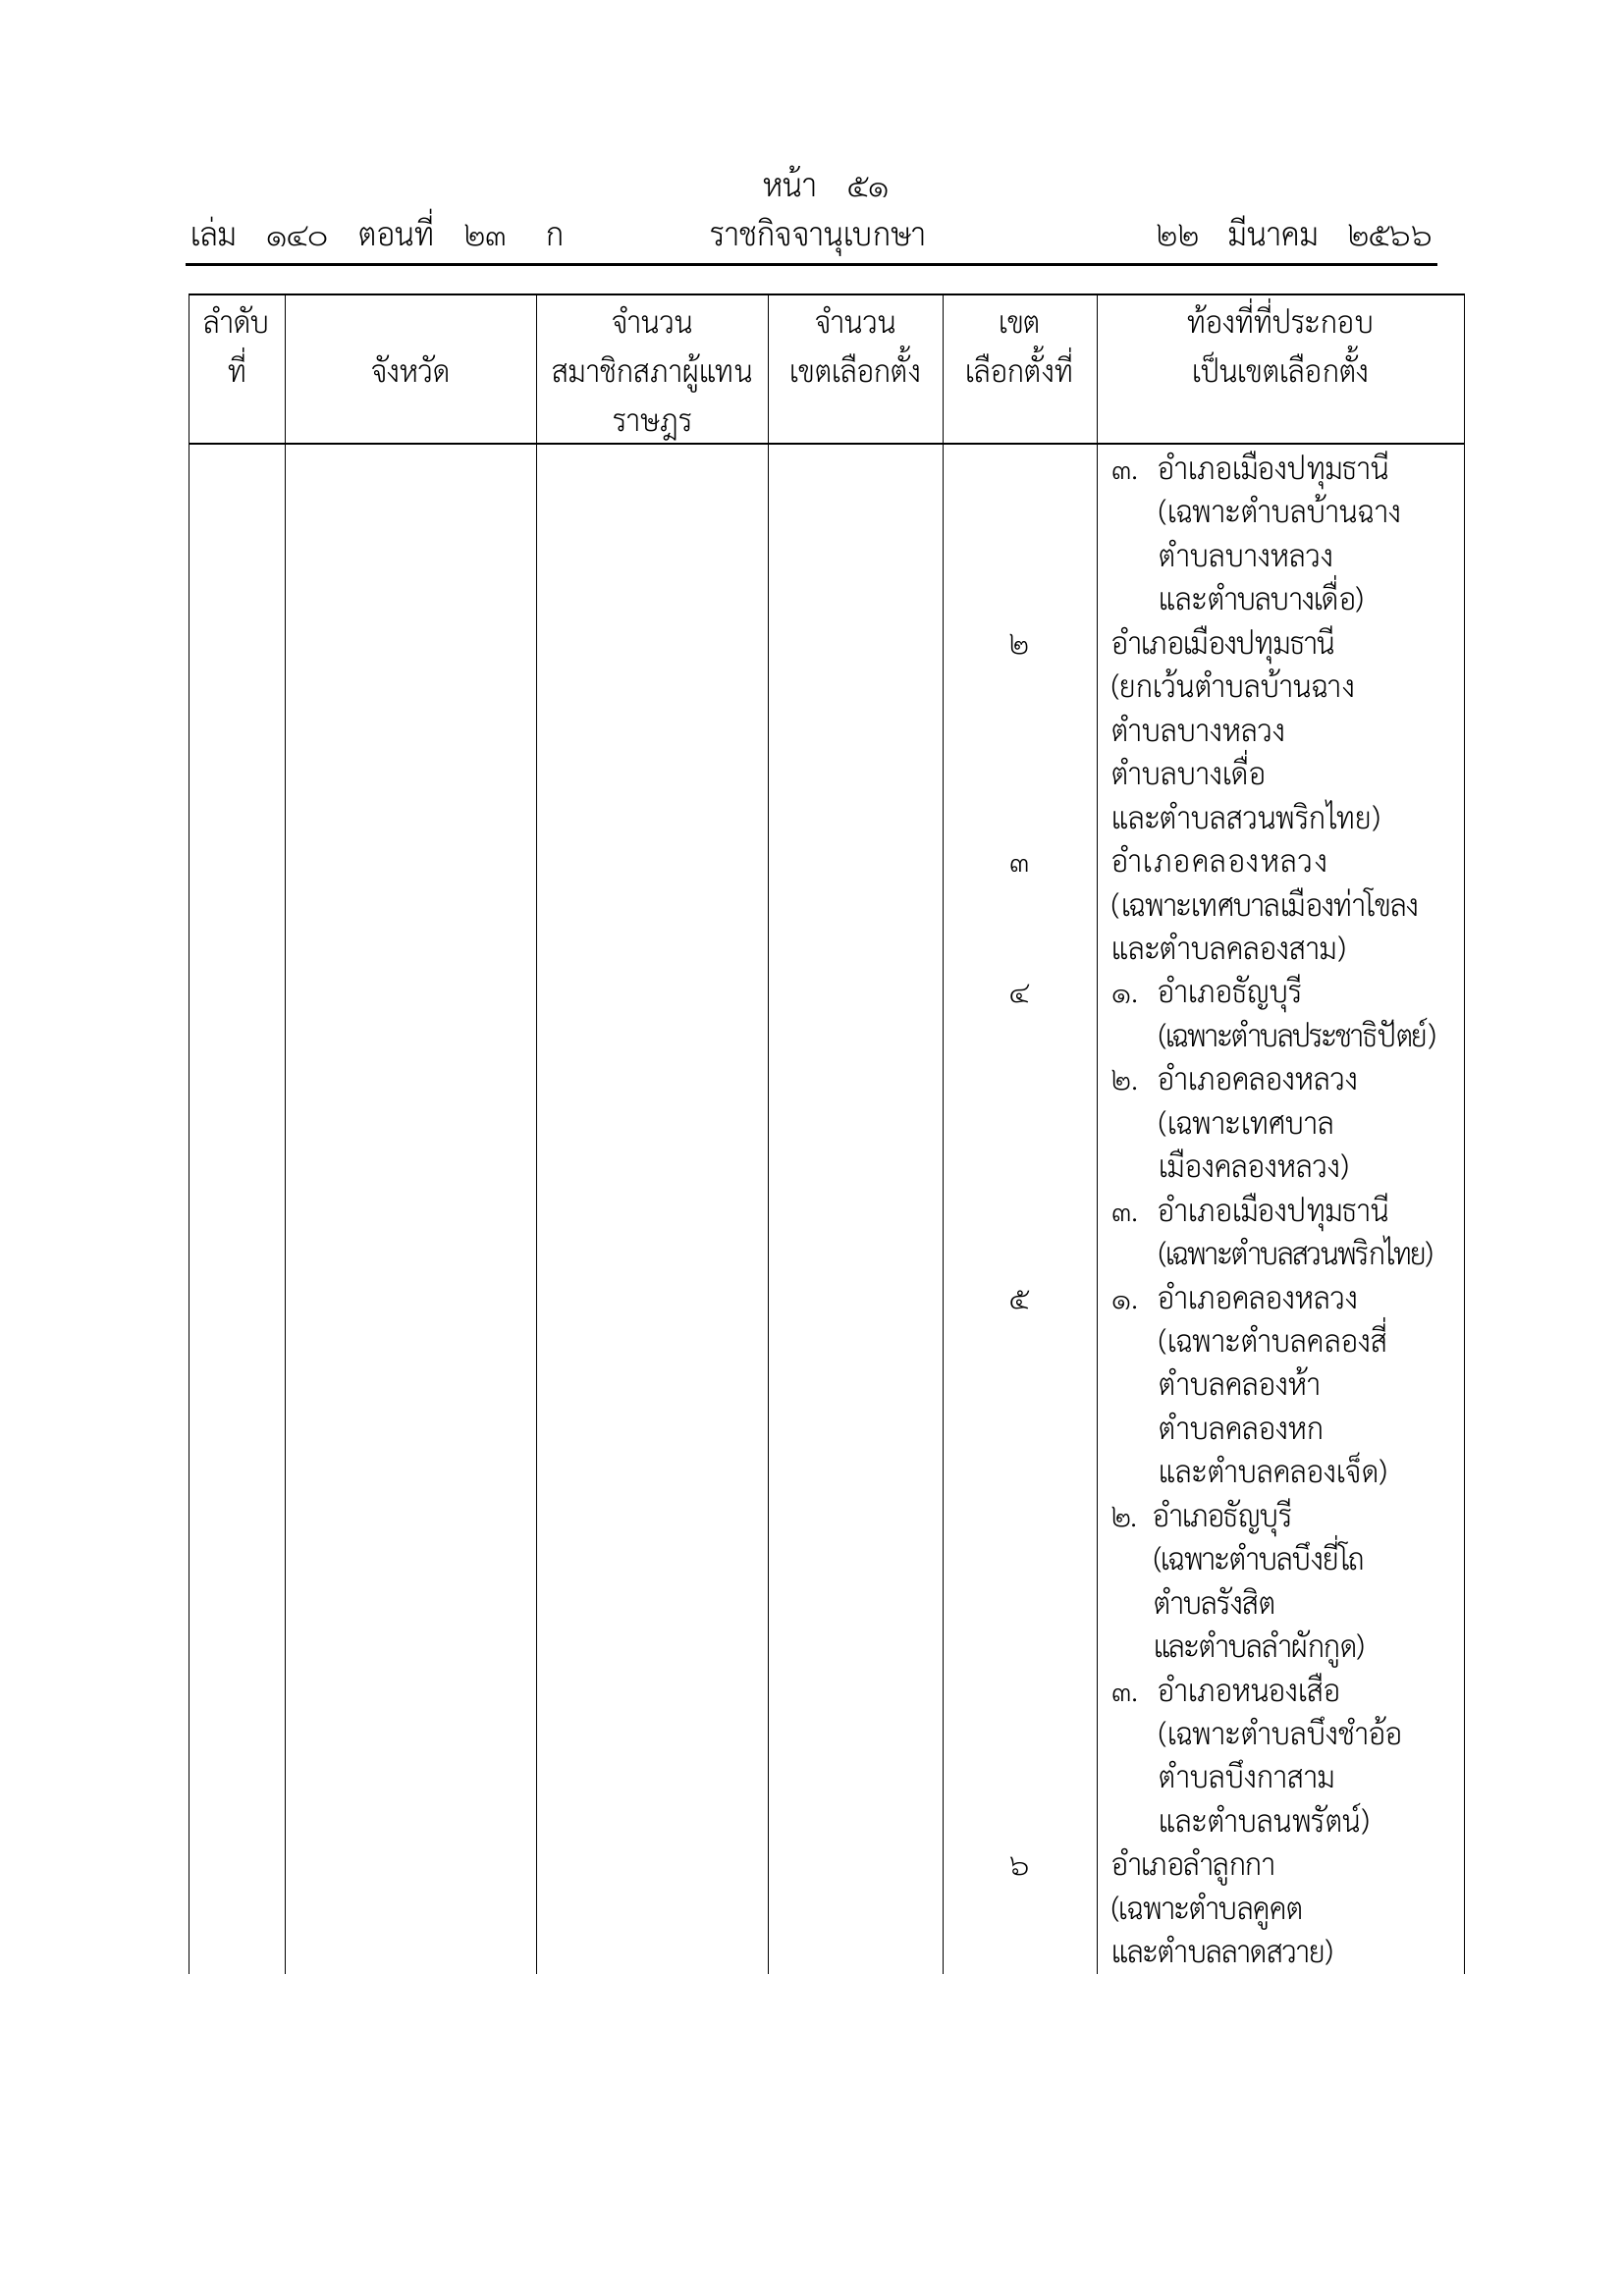 หน้า ๕๑
เล่ม ๑๔๐ ตอนที่ ๒๓ ก ราชกิจจานุเบกษา ๒๒ มีนาคม ๒๕๖๖
ลำดับ จำนวน จำนวน เขต ท้องที่ที่ประกอบ
ที่ จังหวัด สมาชิกสภาผู้แทน เขตเลือกตั้ง เลือกตั้งที่ เป็นเขตเลือกตั้ง
ราษฎร
๓. อำเภอเมืองปทุมธานี
(เฉพาะตำบลบ้านฉาง
ตำบลบางหลวง
และตำบลบางเดื่อ)
๒ อำเภอเมืองปทุมธานี
(ยกเว้นตำบลบ้านฉาง
ตำบลบางหลวง
ตำบลบางเดื่อ
และตำบลสวนพริกไทย)
๓ อำเภอคลองหลวง
(เฉพาะเทศบาลเมืองท่าโขลง
และตำบลคลองสาม)
๔ ๑. อำเภอธัญบุรี
(เฉพาะตำบลประชาธิปัตย์)
๒. อำเภอคลองหลวง
(เฉพาะเทศบาล
เมืองคลองหลวง)
๓. อำเภอเมืองปทุมธานี
(เฉพาะตำบลสวนพริกไทย)
๕ ๑. อำเภอคลองหลวง
(เฉพาะตำบลคลองสี่
ตำบลคลองห้า
ตำบลคลองหก
และตำบลคลองเจ็ด)
๒. อำเภอธัญบุรี
(เฉพาะตำบลบึงยี่โถ
ตำบลรังสิต
และตำบลลำผักกูด)
๓. อำเภอหนองเสือ
(เฉพาะตำบลบึงชำอ้อ
ตำบลบึงกาสาม
และตำบลนพรัตน์)
๖ อำเภอลำลูกกา
(เฉพาะตำบลคูคต
และตำบลลาดสวาย)